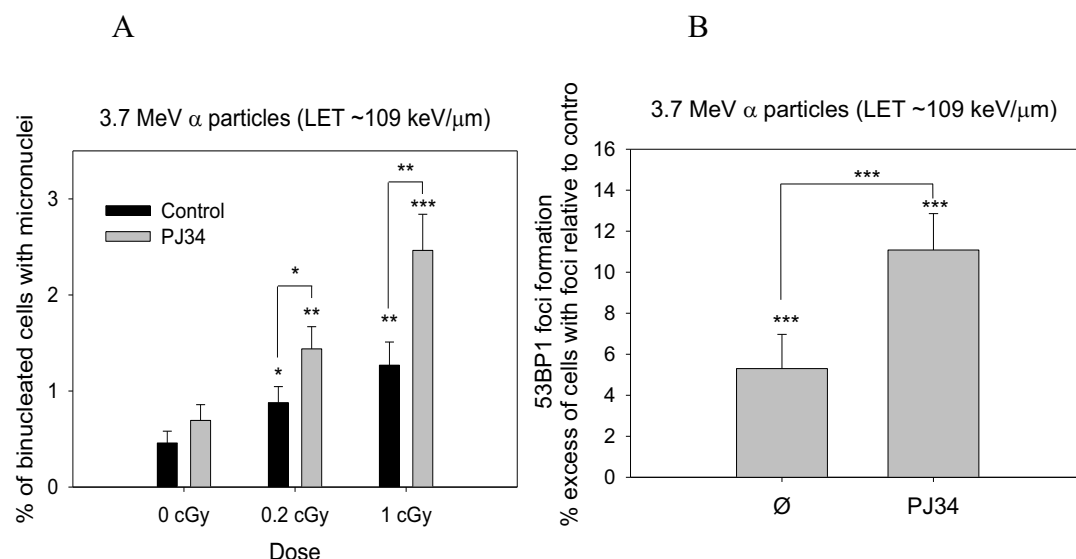 A
3.7 MeV α particles (LET ~109 keV/μm)
% of binucleated cells with micronuclei
3
2
1
0
Control
PJ34
*
*
**
**
**
***
0 cGy
0.2 cGy
1 cGy
Dose
B
3.7 MeV α particles (LET ~109 keV/μm)
53BP1 foci formation
% excess of cells with foci relative to contro
16
14
12
10
8
6
4
2
0
***
***
***
Ø
PJ34